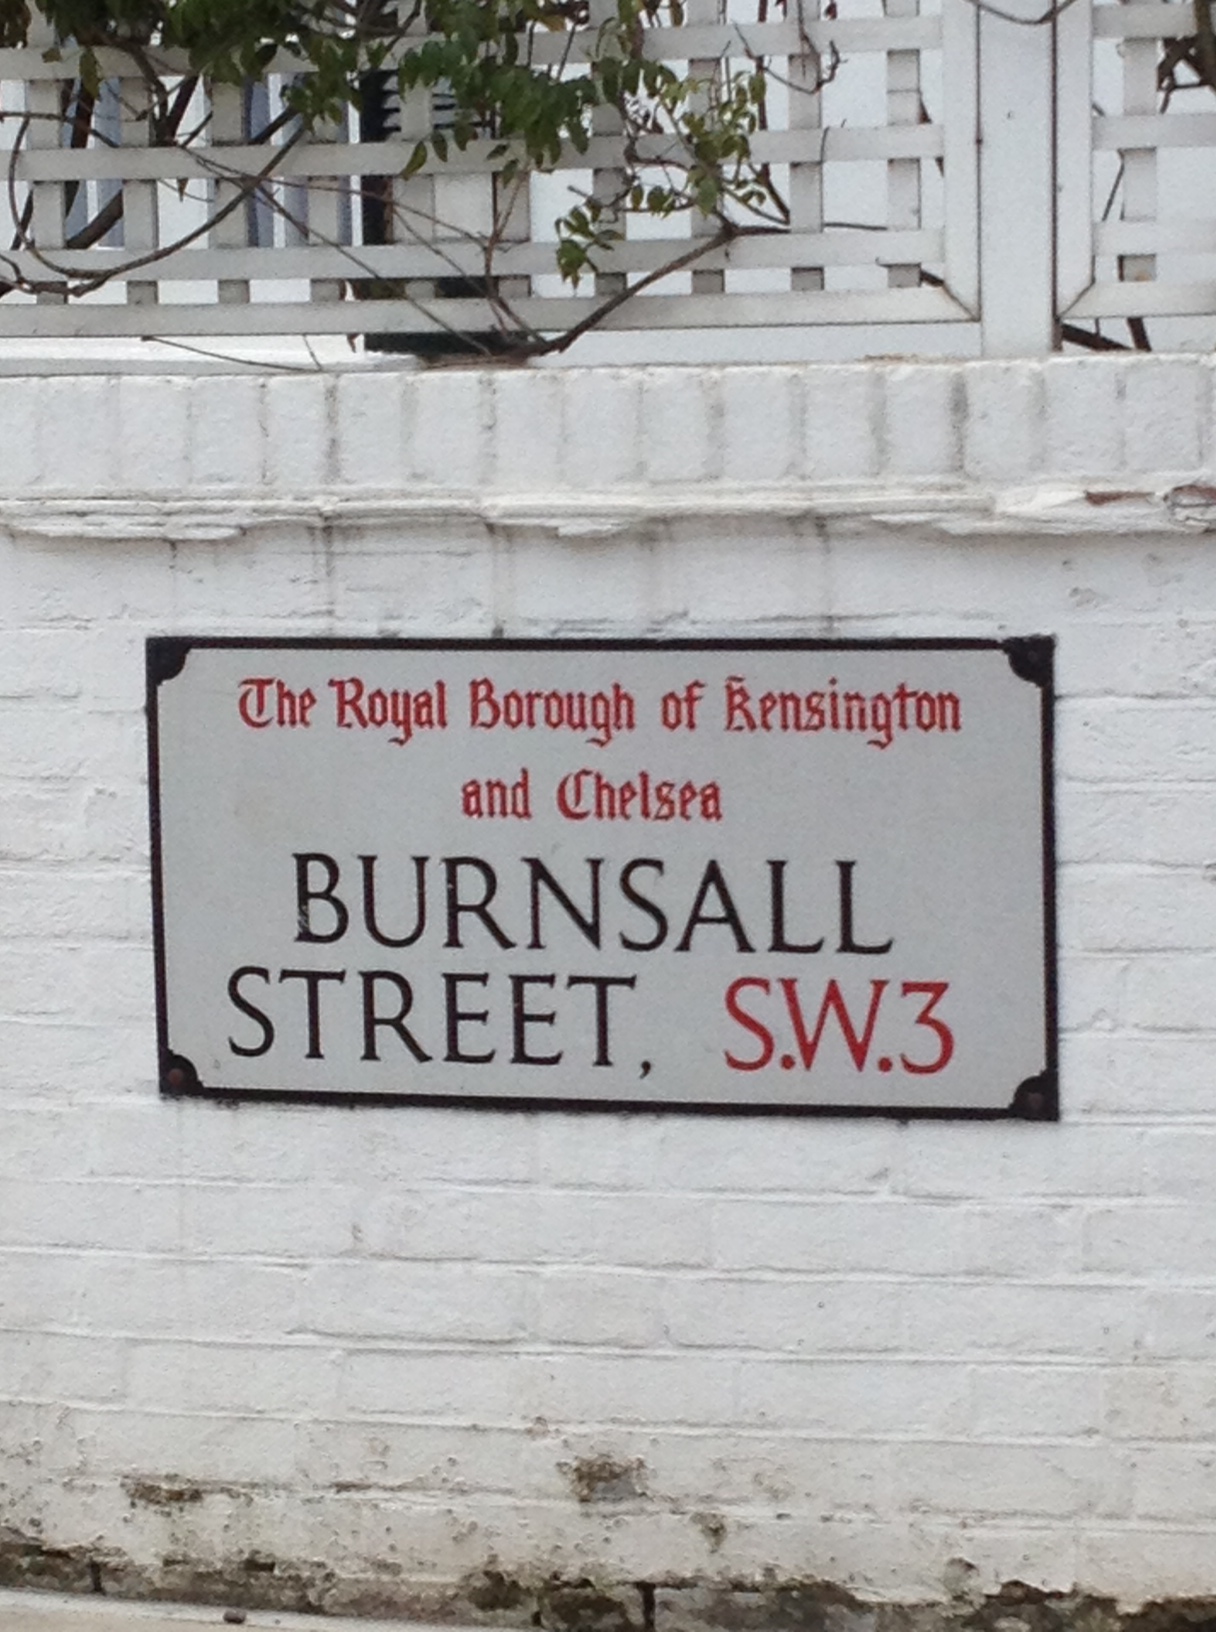 The Royal Borough of Kensington
and Chelsea
BURNSALL
STREET, S.W.3